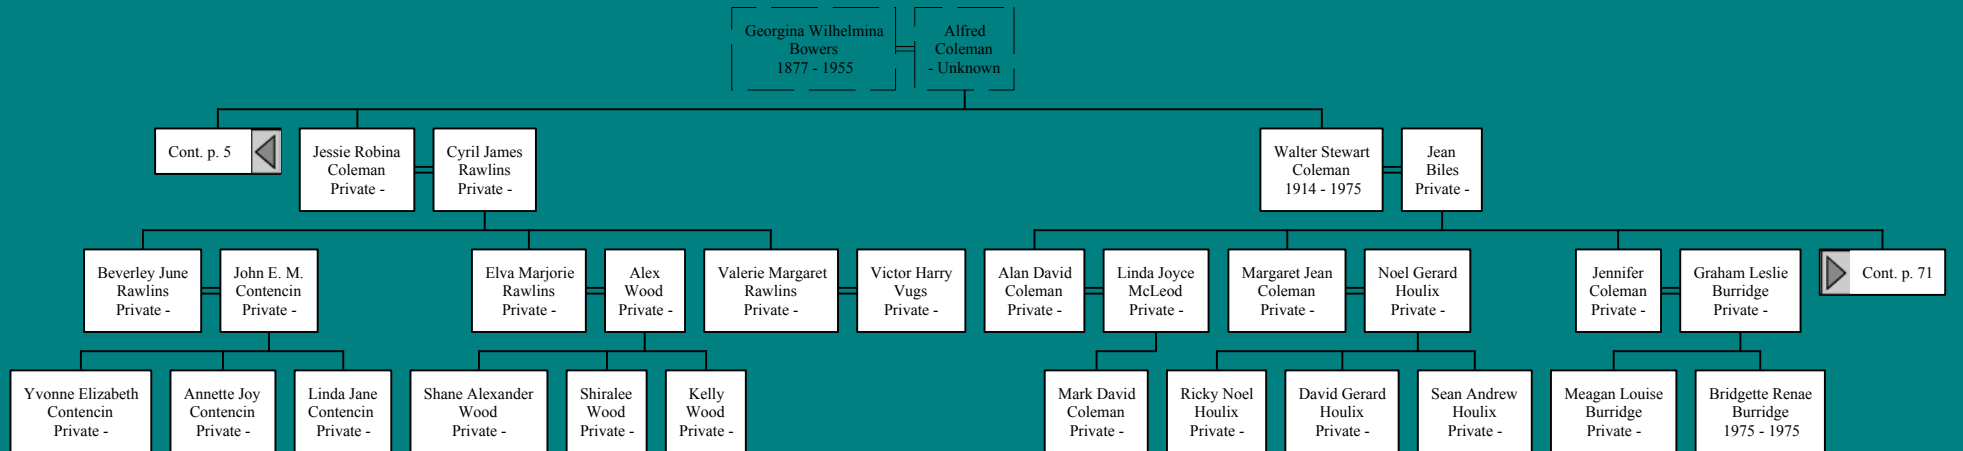 Georgina Wilhelmina
Bowers
1877 - 1955
Alfred
Coleman
- Unknown
Cont. p. 5
Jessie Robina
Coleman
Private -
Cyril James
Rawlins
Private -
Walter Stewart
Coleman
1914 - 1975
Jean
Biles
Private -
Beverley June
Rawlins
Private -
John E. M.
Contencin
Private -
Elva Marjorie
Rawlins
Private -
Alex
Wood
Private -
Valerie Margaret
Rawlins
Private -
Victor Harry
Vugs
Private -
Alan David
Coleman
Private -
Linda Joyce
McLeod
Private -
Margaret Jean
Coleman
Private -
Noel Gerard
Houlix
Private -
Jennifer
Coleman
Private -
Graham Leslie
Burridge
Private -
Cont. p. 71
Yvonne Elizabeth
Contencin
Private -
Annette Joy
Contencin
Private -
Linda Jane
Contencin
Private -
Shane Alexander
Wood
Private -
Shiralee
Wood
Private -
Kelly
Wood
Private -
Mark David
Coleman
Private -
Ricky Noel
Houlix
Private -
David Gerard
Houlix
Private -
Sean Andrew
Houlix
Private -
Meagan Louise
Burridge
Private -
Bridgette Renae
Burridge
1975 - 1975